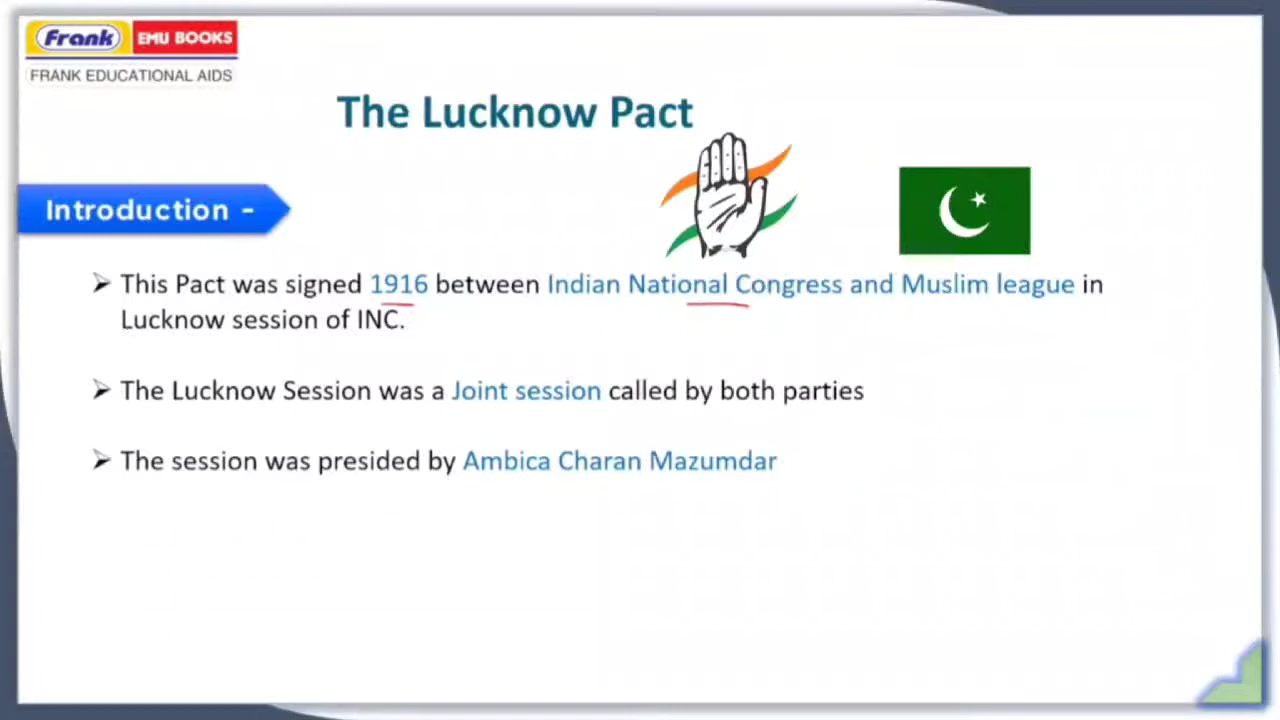 Frank EMU BOOKS
FRANK EDUCATIONAL AIDS
The Lucknow Pact
Introduction -
➢ This Pact was signed 1916 between Indian National Congress and Muslim league in
Lucknow session of INC.
➢ The Lucknow Session was a Joint session called by both parties
➢ The session was presided by Ambica Charan Mazumdar